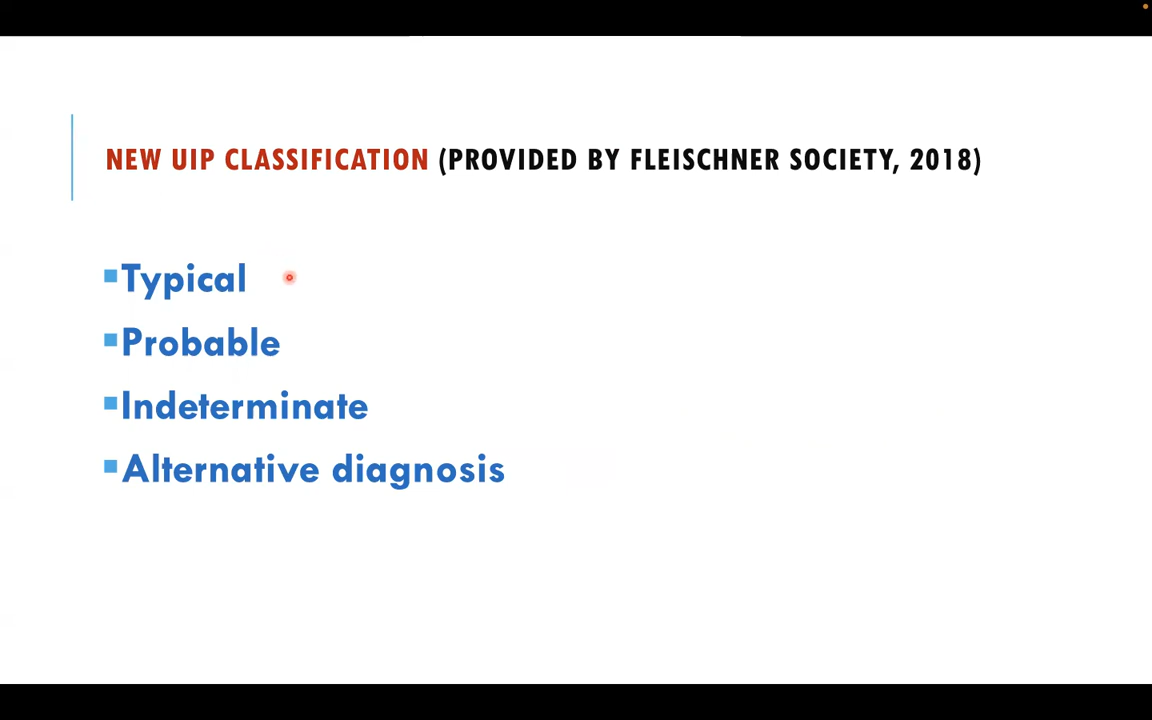 NEW UIP CLASSIFICATION (PROVIDED BY FLEISCHNER SOCIETY, 2018)
Typical
Probable
Indeterminate
Alternative diagnosis